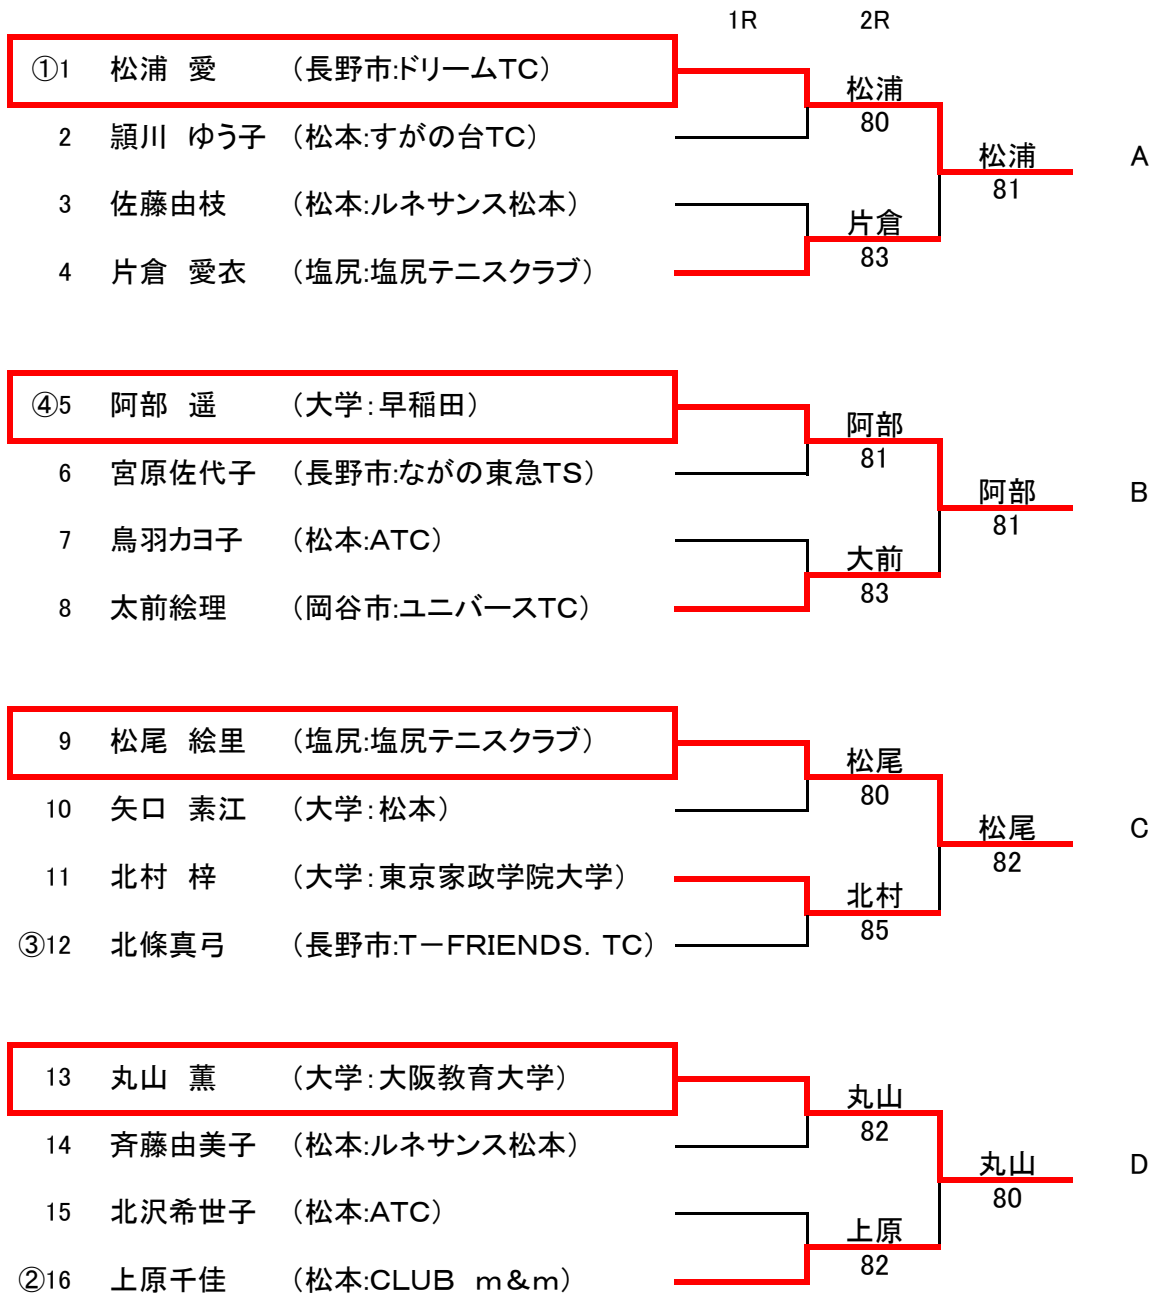 1R 2R
①1 松浦 愛 (長野市:ドリームTC)
松浦
2 頴川 ゆう子 (松本:すがの台TC) 80
松浦 A
81
3 佐藤由枝 (松本:ルネサンス松本)
片倉
4 片倉 愛衣 (塩尻:塩尻テニスクラブ) 83
④5 阿部 遥 (大学:早稲田)
阿部
6 宮原佐代子 (長野市:ながの東急TS) 81
阿部 B
81
7 鳥羽カヨ子 (松本:ATC)
大前
8 太前絵理 (岡谷市:ユニバースTC) 83
9 松尾 絵里 (塩尻:塩尻テニスクラブ)
松尾
10 矢口 素江 (大学:松本) 80
松尾 C
82
11 北村 梓 (大学:東京家政学院大学)
北村
③12 北條真弓 (長野市:T-FRIENDS. TC) 85
13 丸山 薫 (大学:大阪教育大学)
丸山
14 斉藤由美子 (松本:ルネサンス松本) 82
丸山 D
80
15 北沢希世子 (松本:ATC)
上原
②16 上原千佳 (松本:CLUB m&m) 82